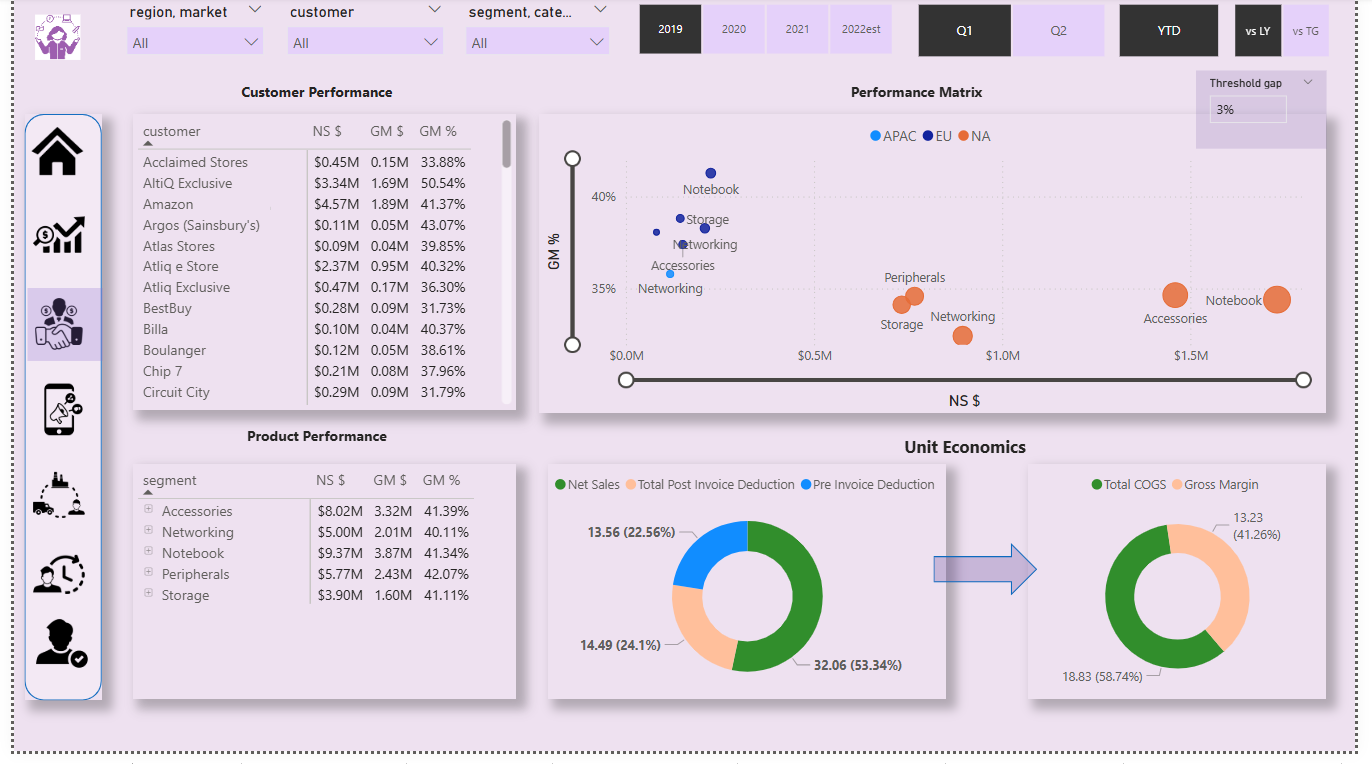 region, market
customer
segment, cate...
All
All
All
2019
2020
2021
2022est
Q1
Q2
YTD
vs LY
vs TG
Threshold gap
3%
Customer Performance
customer NS $ GM $ GM %
Acclaimed Stores $0.45M 0.15M 33.88%
AltiQ Exclusive $3.34M 1.69M 50.54%
Amazon $4.57M 1.89M 41.37%
Argos (Sainsbury's) $0.11M 0.05M 43.07%
Atlas Stores $0.09M 0.04M 39.85%
Atliq e Store $2.37M 0.95M 40.32%
Atliq Exclusive $0.47M 0.17M 36.30%
BestBuy $0.28M 0.09M 31.73%
Billa $0.10M 0.04M 40.37%
Boulanger $0.12M 0.05M 38.61%
Chip 7 $0.21M 0.08M 37.96%
Circuit City $0.29M 0.09M 31.79%
Performance Matrix
APAC EU NA
GM %
40%
35%
Notebook
Storage
Networking
Accessories
Networking
Peripherals
Storage
Networking
Accessories
Notebook
$0.0M $0.5M $1.0M $1.5M
NS $
Product Performance
segment NS $ GM $ GM %
Accessories $8.02M 3.32M 41.39%
Networking $5.00M 2.01M 40.11%
Notebook $9.37M 3.87M 41.34%
Peripherals $5.77M 2.43M 42.07%
Storage $3.90M 1.60M 41.11%
Unit Economics
Net Sales Total Post Invoice Deduction Pre Invoice Deduction
13.56 (22.56%)
14.49 (24.1%)
32.06 (53.34%)
Total COGS Gross Margin
13.23
(41.26%)
18.83 (58.74%)